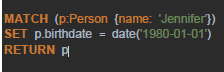 MATCH (p:Person {name: 'Jennifer'})
SET p.birthdate = date('1980-01-01')
RETURN p